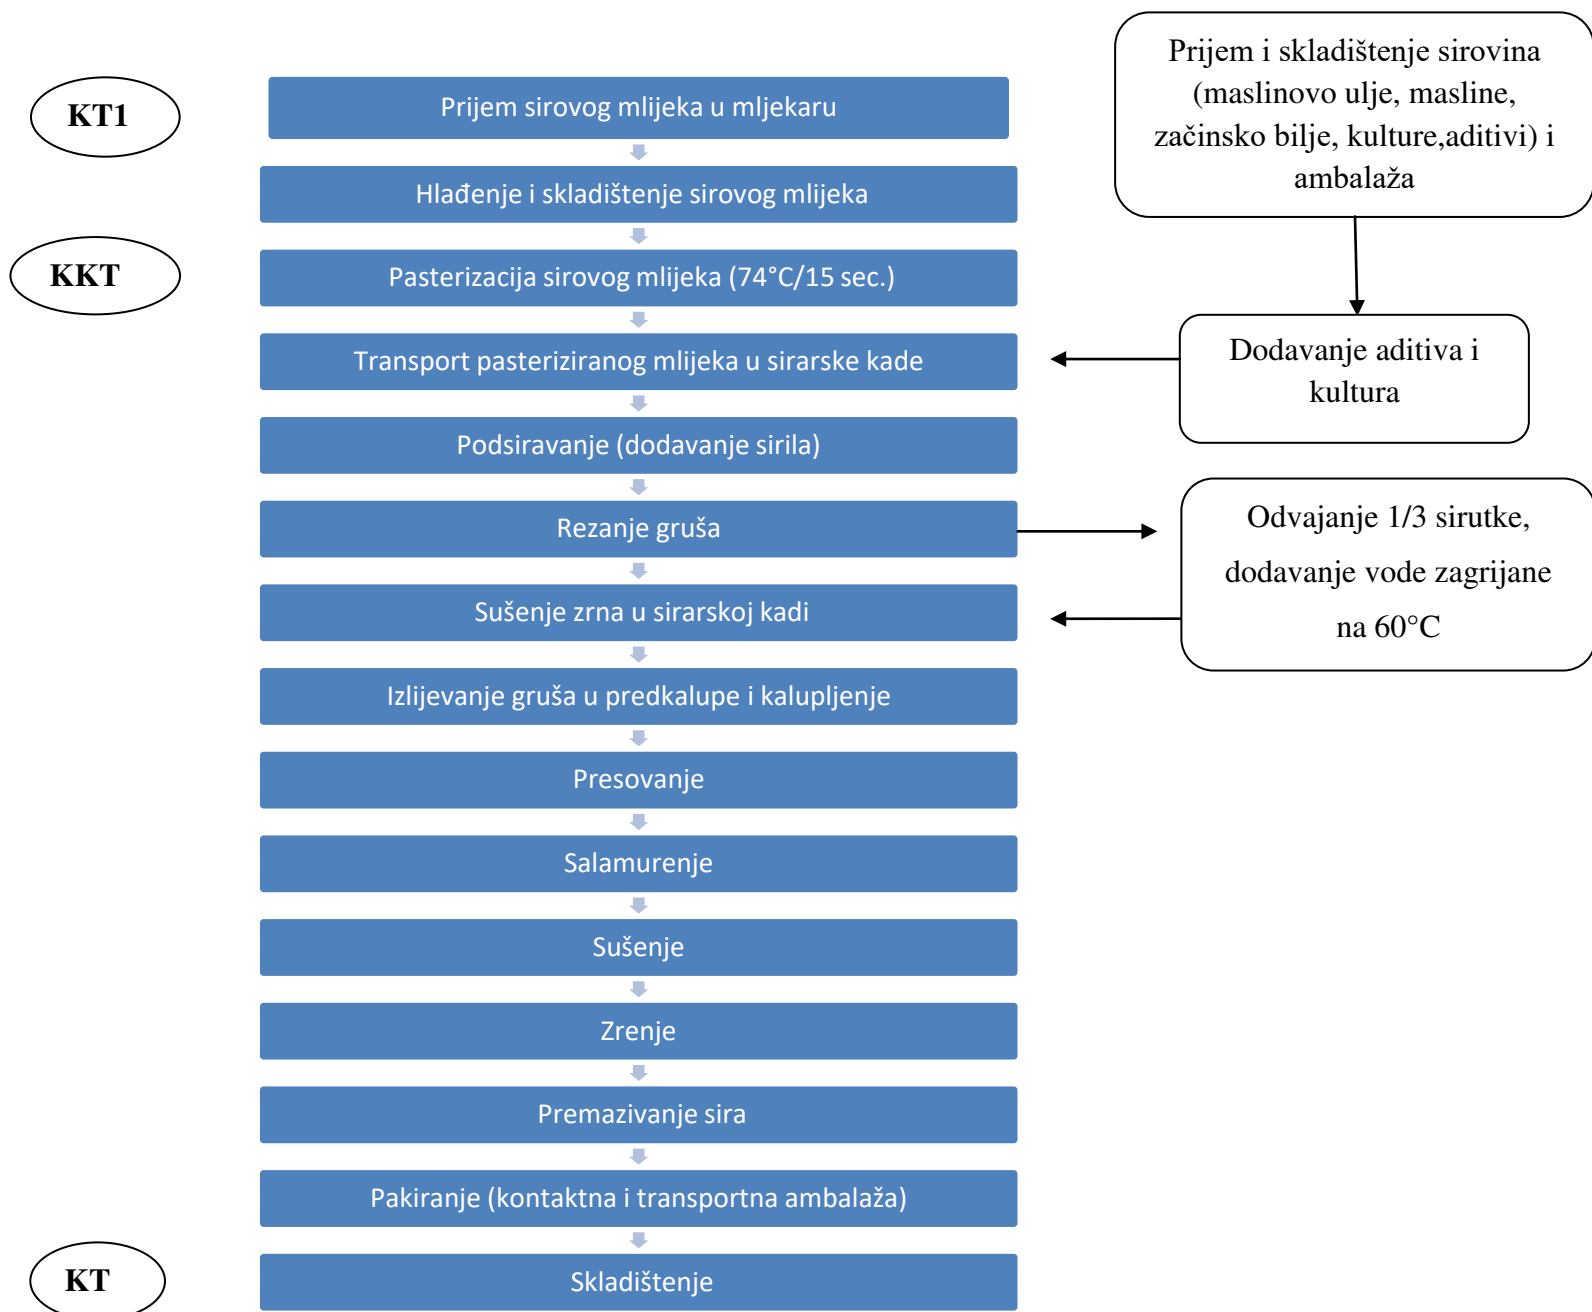 KT1
Prijem sirovog mlijeka u mljekaru
Prijem i skladištenje sirovina
(maslinovo ulje, masline,
začinsko bilje, kulture,aditivi) i
ambalaža
Hlađenje i skladištenje sirovog mlijeka
KKT
Pasterizacija sirovog mlijeka (74°C/15 sec.)
Transport pasteriziranog mlijeka u sirarske kade
Dodavanje aditiva i
kultura
Podsiravanje (dodavanje sirila)
Rezanje gruša
Odvajanje 1/3 sirutke,
dodavanje vode zagrijane
na 60°C
Sušenje zrna u sirarskoj kadi
Izlijevanje gruša u predkalupe i kalupljenje
Presovanje
Salamurenje
Sušenje
Zrenje
Premazivanje sira
Pakiranje (kontaktna i transportna ambalaža)
KT
Skladištenje